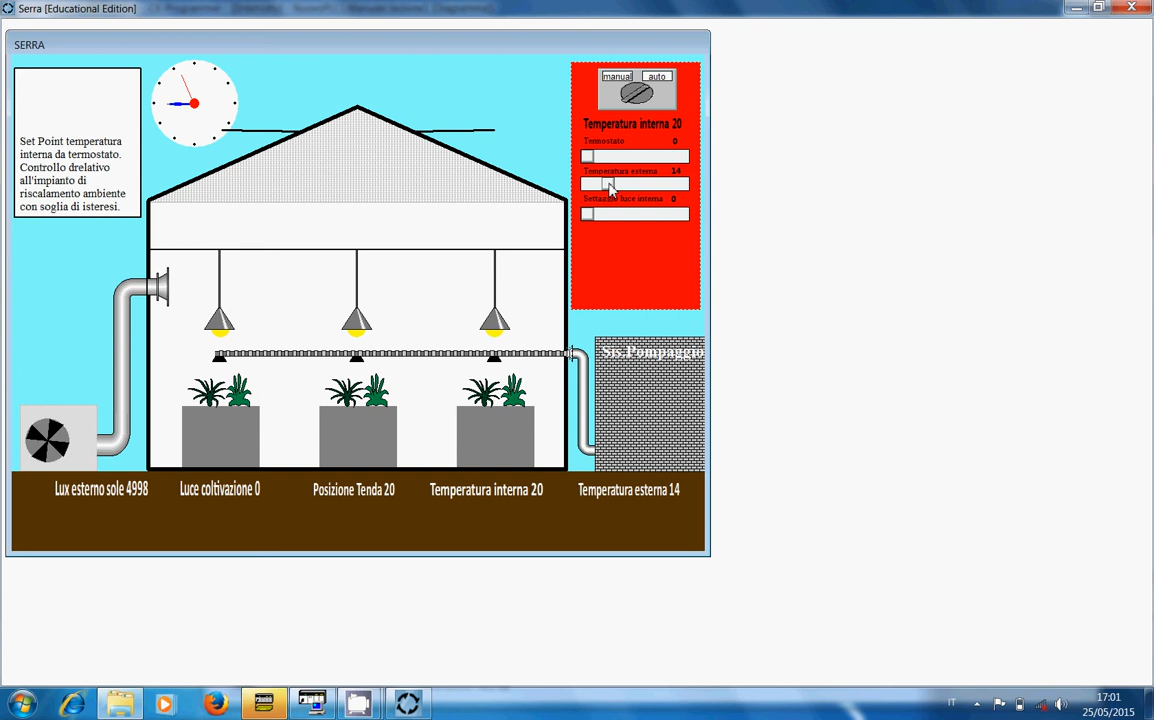 Serra [Educational Edition]
SERRA
Set Point temperatura
interna da termostato.
Controllo drelativo
all'impianto di
riscalamento ambiente
con soglia di isteresi.
manual auto
Temperatura interna 20
Termostato 0
Temperatura esterna 14
Settaggio luce interna 0
Sis.Pompaggio
Lux esterno sole 4998
Luce coltivazione 0
Posizione Tenda 20
Temperatura interna 20
Temperatura esterna 14
IT
17:01
25/05/2015